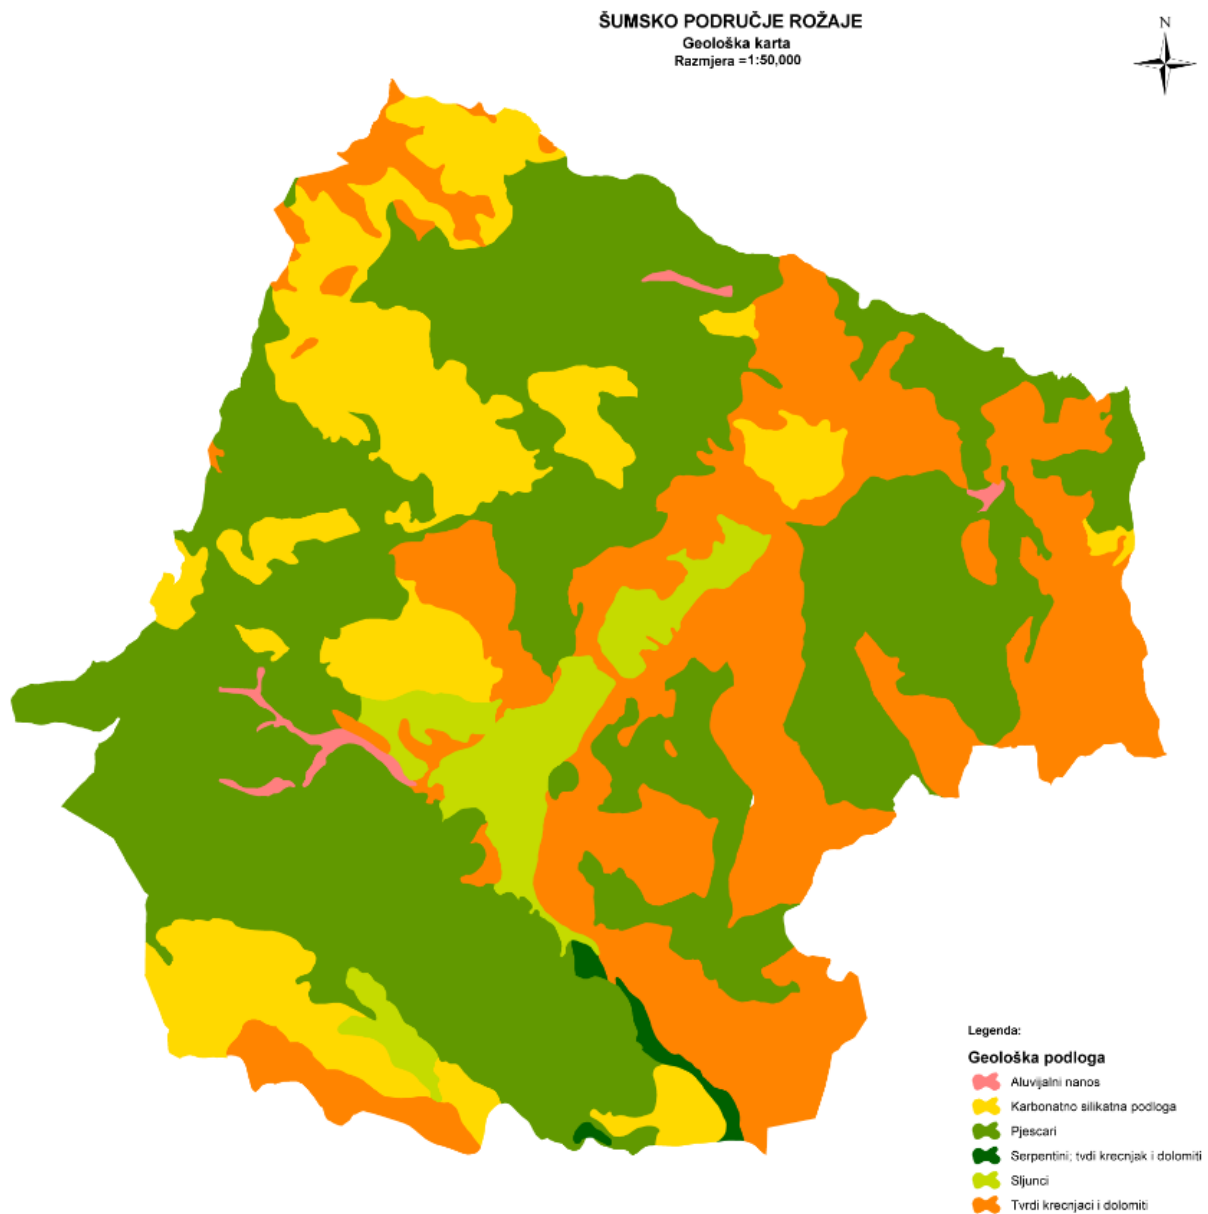 ŠUMSKO PODRUČJE ROŽAJE
Geološka karta
Razmjera =1:50,000
N
Legenda:
Geološka podloga
Aluvijalni nanos
Karbonatno silikatna podloga
Pjescari
Serpentini; tvdi krecnjak i dolomiti
Sljunci
Tvrdi krecnjaci i dolomiti